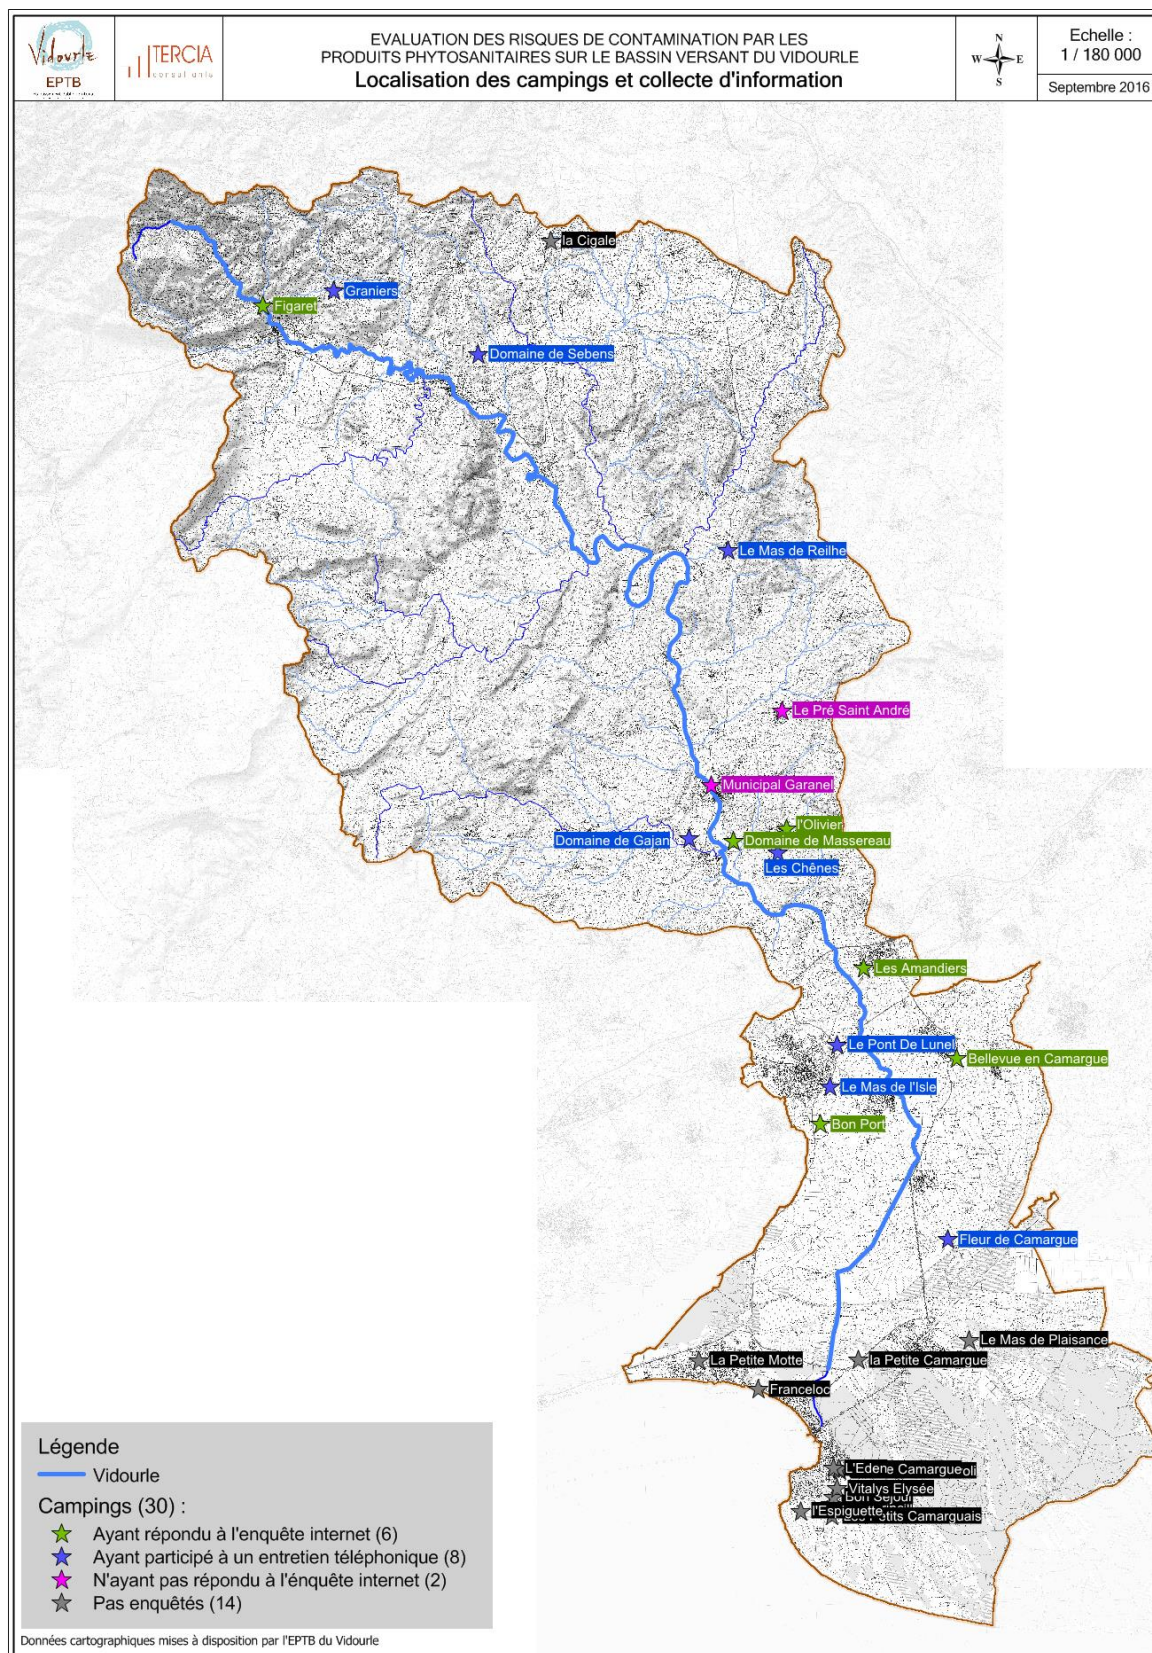 Vidourle
EPTB
TERCIA
consultants
EVALUATION DES RISQUES DE CONTAMINATION PAR LES
PRODUITS PHYTOSANITAIRES SUR LE BASSIN VERSANT DU VIDOURLE
Localisation des campings et collecte d'information
N
W
E
S
Echelle :
1 / 180 000
Septembre 2016
la Cigale
Graniers
Figaret
Domaine de Sebens
Le Mas de Reilhe
Le Pré Saint André
Municipal Garanel
l'Olivier
Domaine de Gajan
Domaine de Massereau
Les Chênes
Les Amandiers
Le Pont De Lunel
Bellevue en Camargue
Le Mas de l'Isle
Bon Port
Fleur de Camargue
Le Mas de Plaisance
La Petite Motte
la Petite Camargue
Franceloc
L'Eden
Camargue
Vitalys Elysée
Bon Séjour
l'Espiguette
Petits Camarguais
Légende
Vidourle
Campings (30) :
Ayant répondu à l'enquête internet (6)
Ayant participé à un entretien téléphonique (8)
N'ayant pas répondu à l'énquête internet (2)
Pas enquêtés (14)
Données cartographiques mises à disposition par l'EPTB du Vidourle